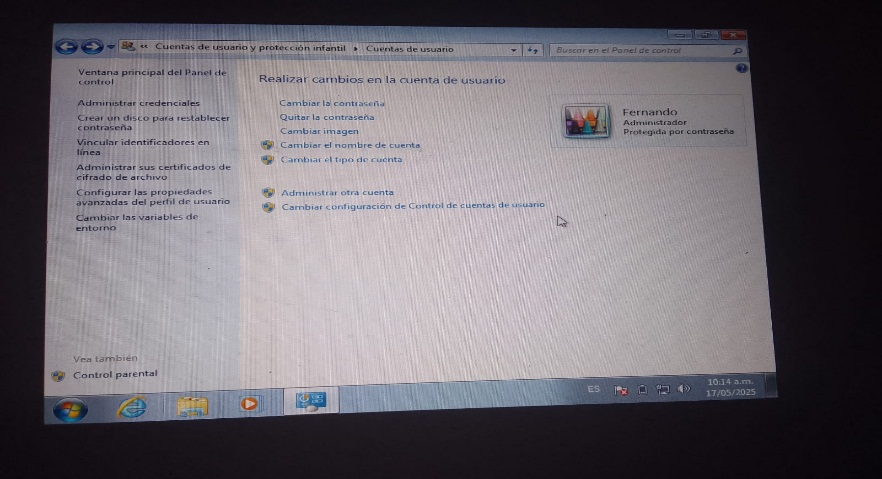 « Cuentas de usuario y protección infantil ▸ Cuentas de usuario
Buscar en el Panel de control
Ventana principal del Panel de
control
Administrar credenciales
Crear un disco para restablecer
contraseña
Vincular identificadores en
línea
Administrar sus certificados de
cifrado de archivo
Configurar las propiedades
avanzadas del perfil de usuario
Cambiar las variables de
entorno
Vea también
Control parental
Realizar cambios en la cuenta de usuario
Cambiar la contraseña
Quitar la contraseña
Cambiar imagen
Cambiar el nombre de cuenta
Cambiar el tipo de cuenta
Administrar otra cuenta
Cambiar configuración de Control de cuentas de usuario
Fernando
Administrador
Protegida por contraseña
ES
10:14 a.m.
17/05/2025